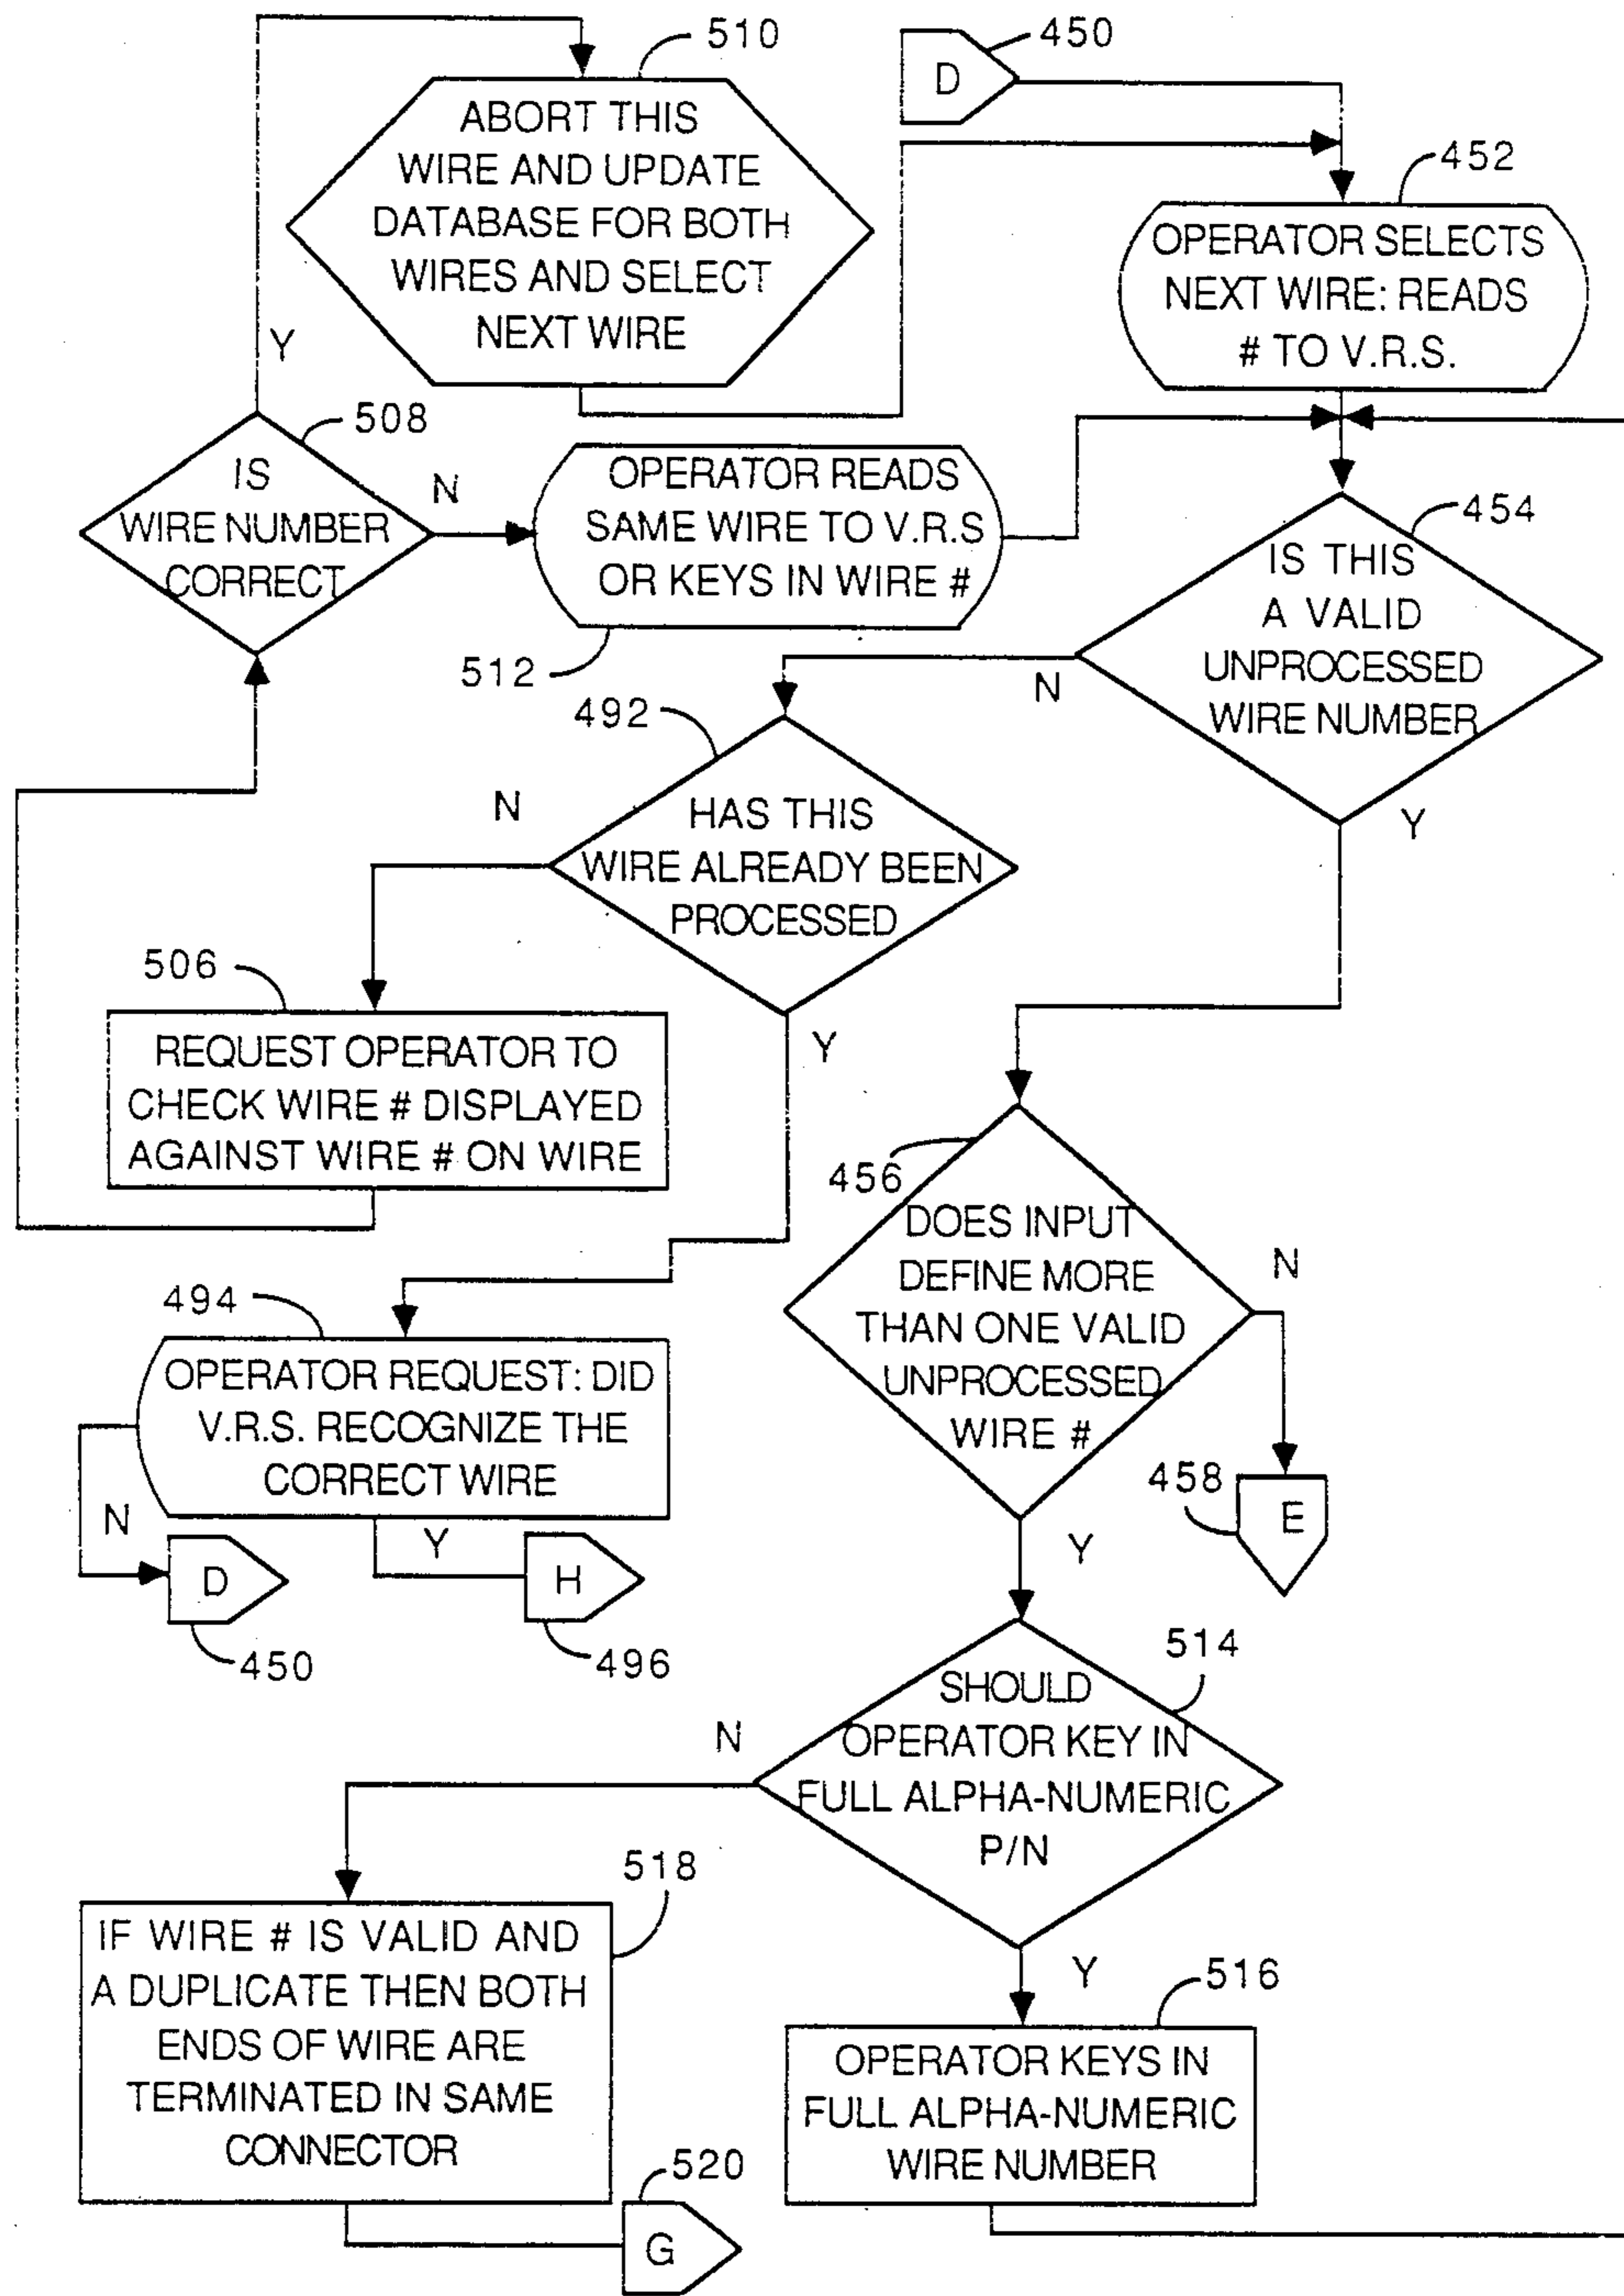 510
ABORT THIS
WIRE AND UPDATE
DATABASE FOR BOTH
WIRES AND SELECT
NEXT WIRE
450
D
452
OPERATOR SELECTS
NEXT WIRE: READS
# TO V.R.S.
Y
508
IS
WIRE NUMBER
CORRECT
N
OPERATOR READS
SAME WIRE TO V.R.S
OR KEYS IN WIRE #
512
454
IS THIS
A VALID
UNPROCESSED
WIRE NUMBER
N
Y
492
HAS THIS
WIRE ALREADY BEEN
PROCESSED
N
Y
506
REQUEST OPERATOR TO
CHECK WIRE # DISPLAYED
AGAINST WIRE # ON WIRE
456
DOES INPUT
DEFINE MORE
THAN ONE VALID
UNPROCESSED
WIRE #
N
Y
458
E
494
OPERATOR REQUEST: DID
V.R.S. RECOGNIZE THE
CORRECT WIRE
N
Y
D
H
450
496
514
SHOULD
OPERATOR KEY IN
FULL ALPHA-NUMERIC
P/N
N
Y
518
IF WIRE # IS VALID AND
A DUPLICATE THEN BOTH
ENDS OF WIRE ARE
TERMINATED IN SAME
CONNECTOR
516
OPERATOR KEYS IN
FULL ALPHA-NUMERIC
WIRE NUMBER
520
G